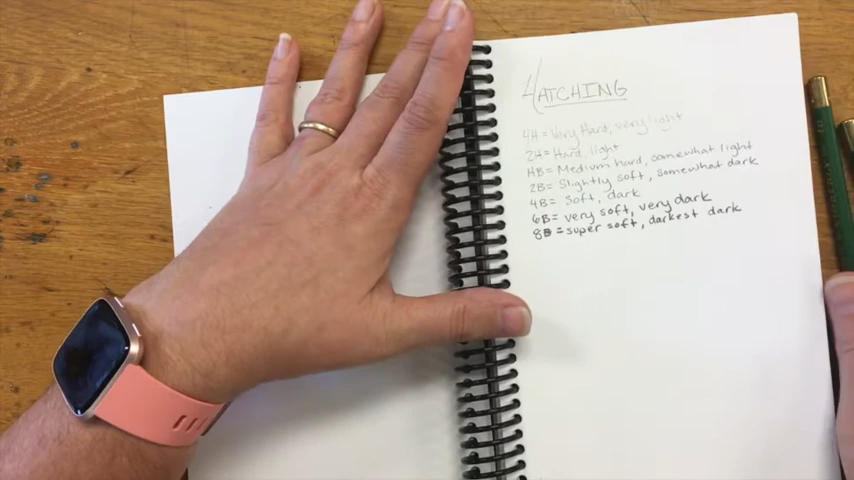 HATCHING
4H = Very Hard, very light
2H = Hard, light
HB = Medium hard, somewhat light
2B = Slightly soft, somewhat dark
4B = Soft, dark
6B = very soft, very dark
8B = super soft, darkest dark